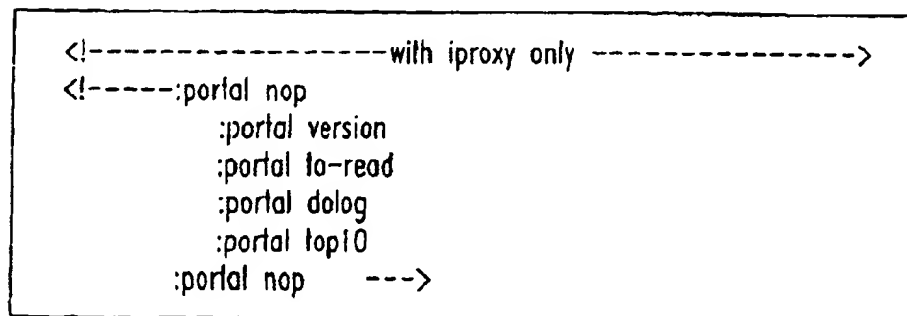 <!-----------------with iproxy only --------------->
<!-----:portal nop
:portal version
:portal to-read
:portal dolog
:portal top10
:portal nop --->